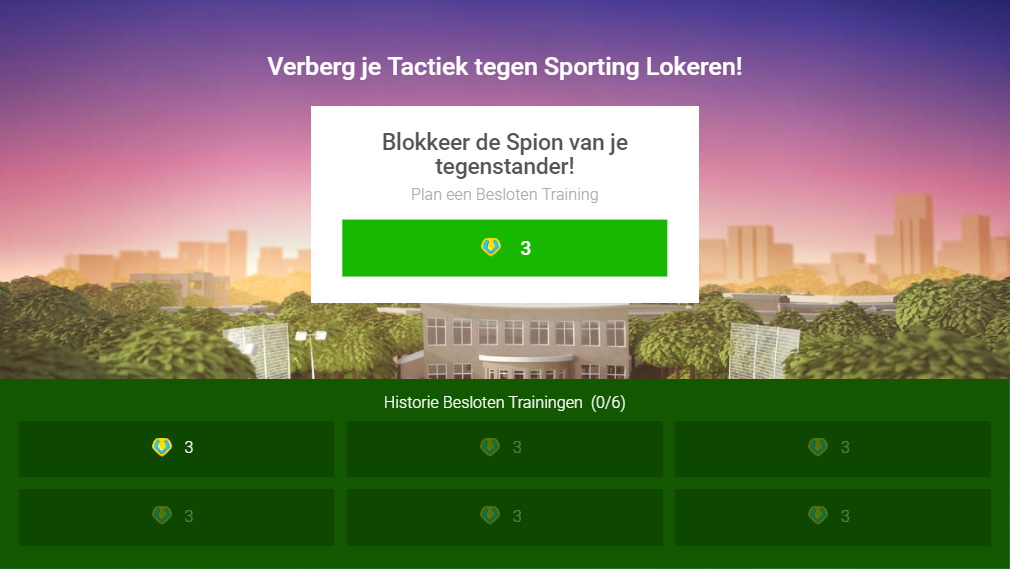 Verberg je Tactiek tegen Sporting Lokeren!
Blokkeer de Spion van je
tegenstander!
Plan een Besloten Training
3
Historie Besloten Trainingen (0/6)
3 3 3
3 3 3